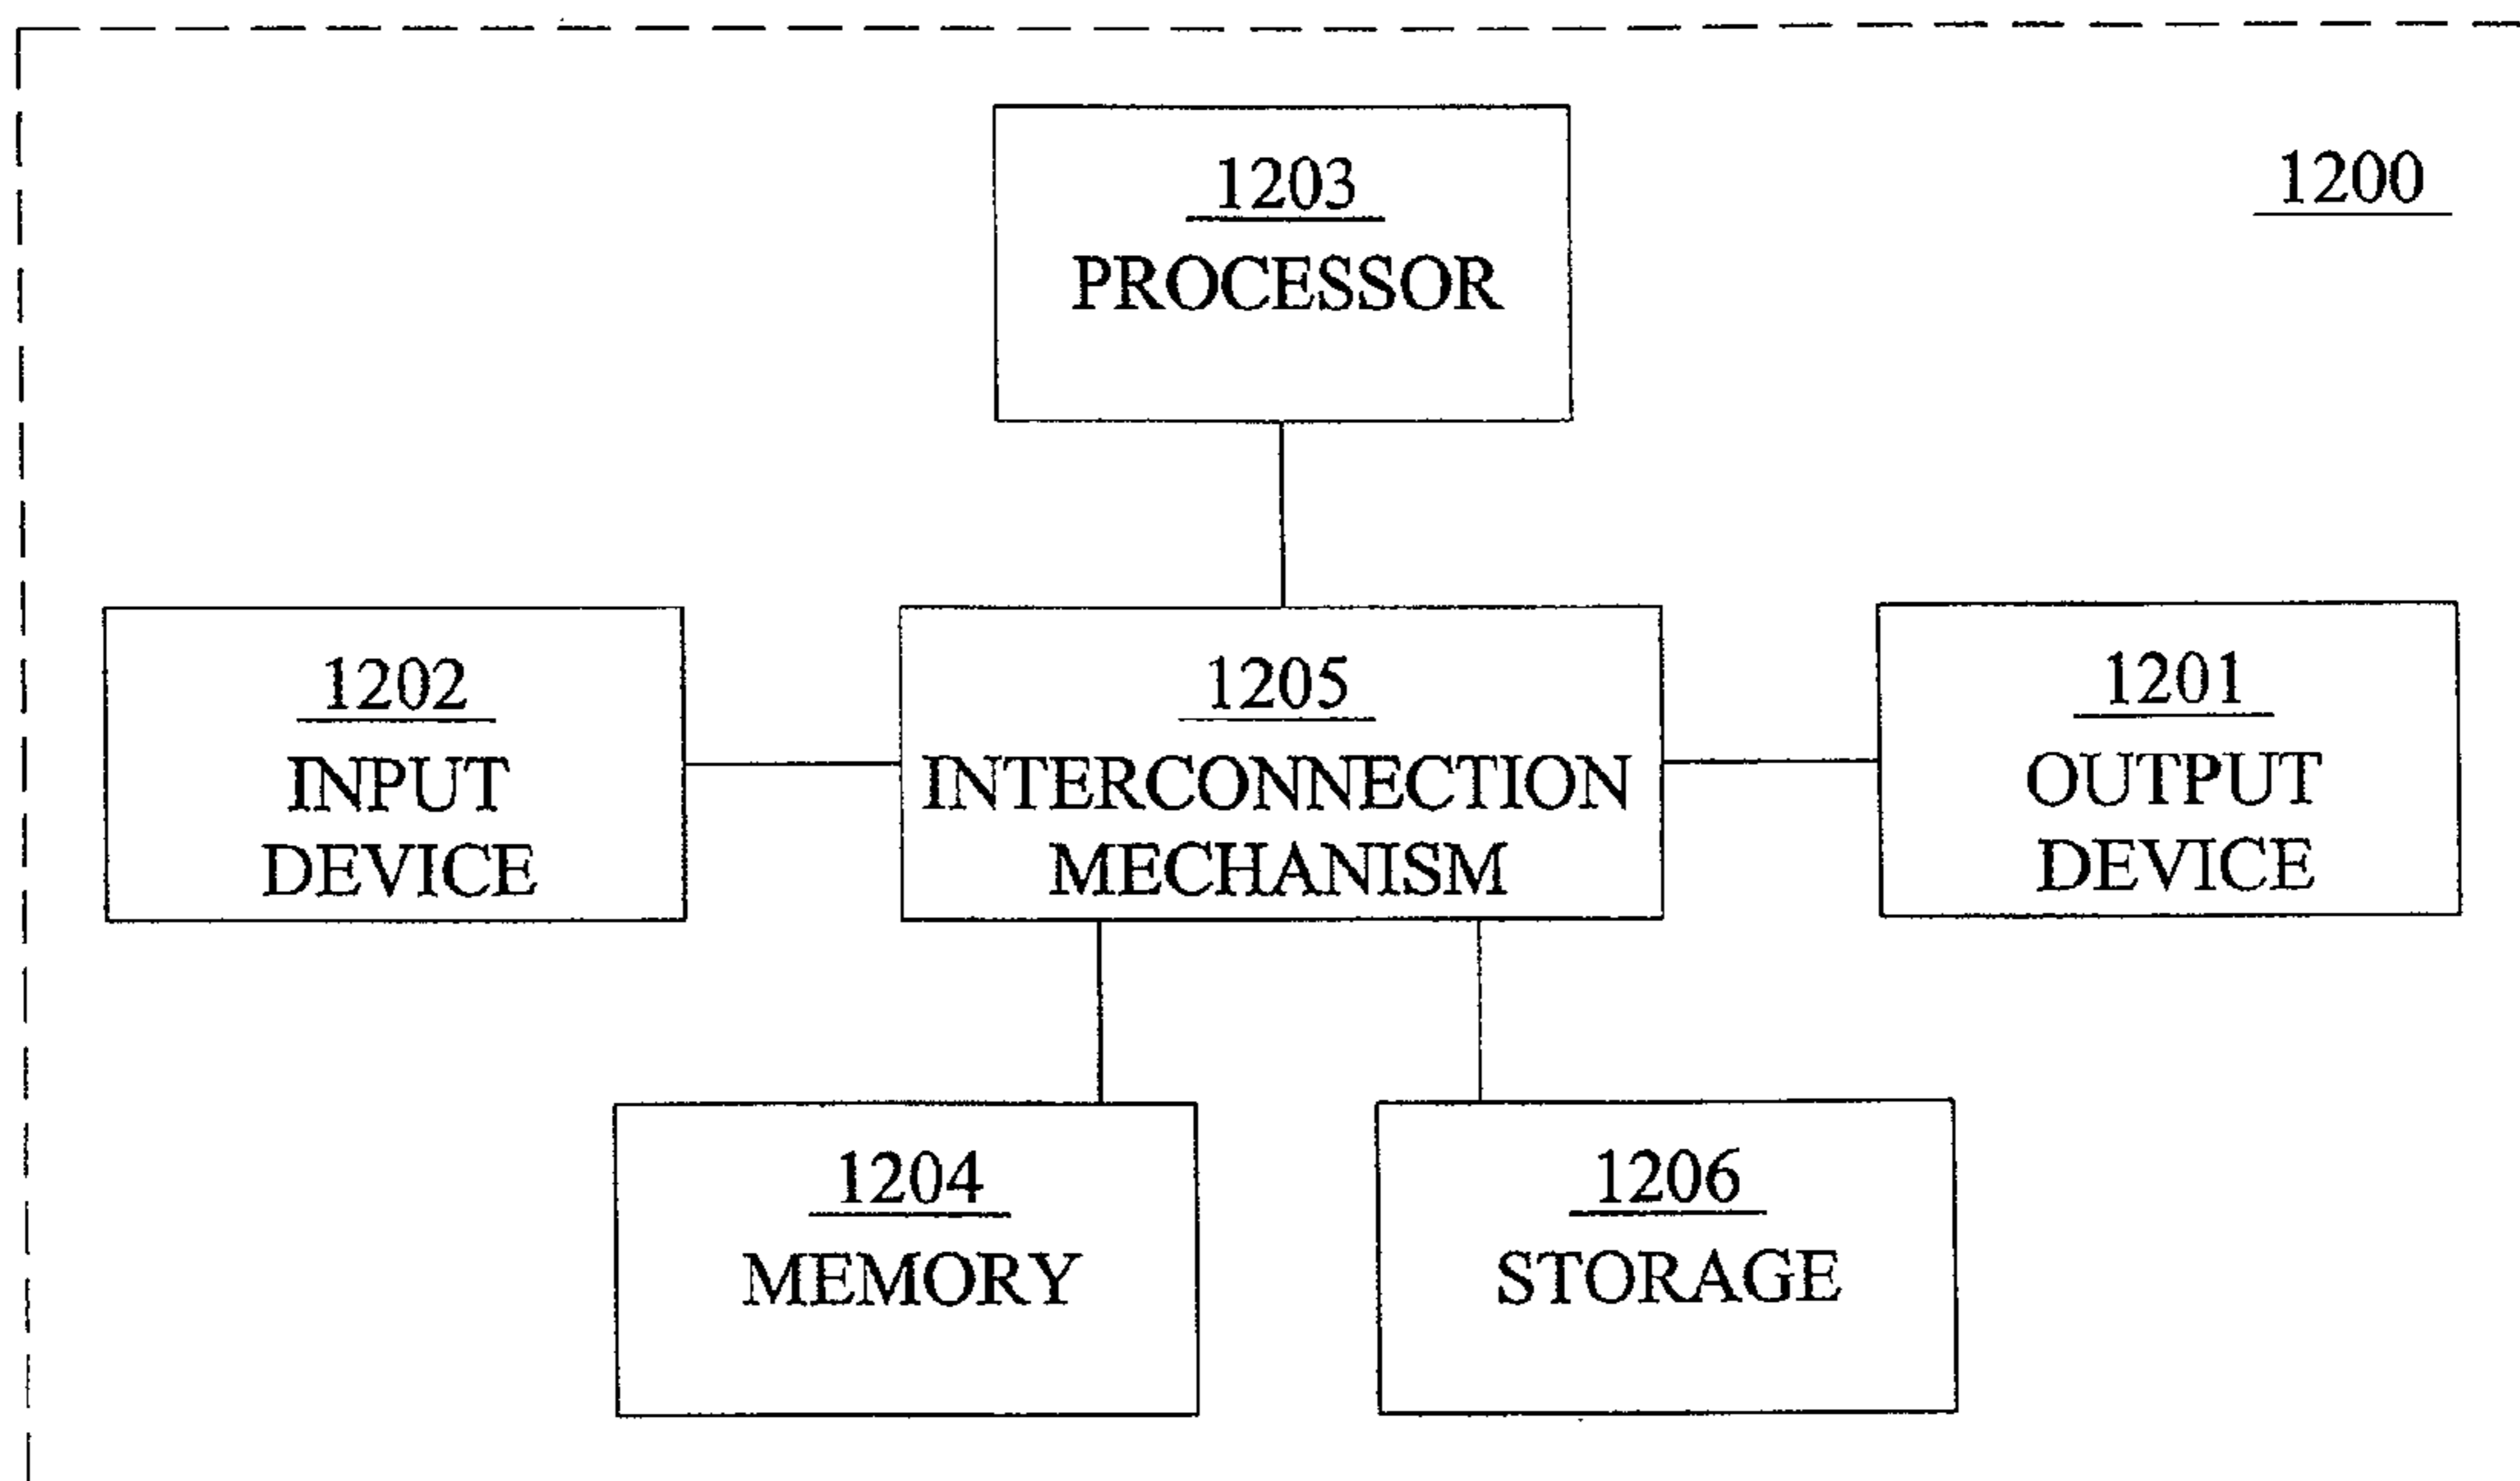 1203
PROCESSOR
1200
1202
INPUT
DEVICE
1205
INTERCONNECTION
MECHANISM
1201
OUTPUT
DEVICE
1204
MEMORY
1206
STORAGE